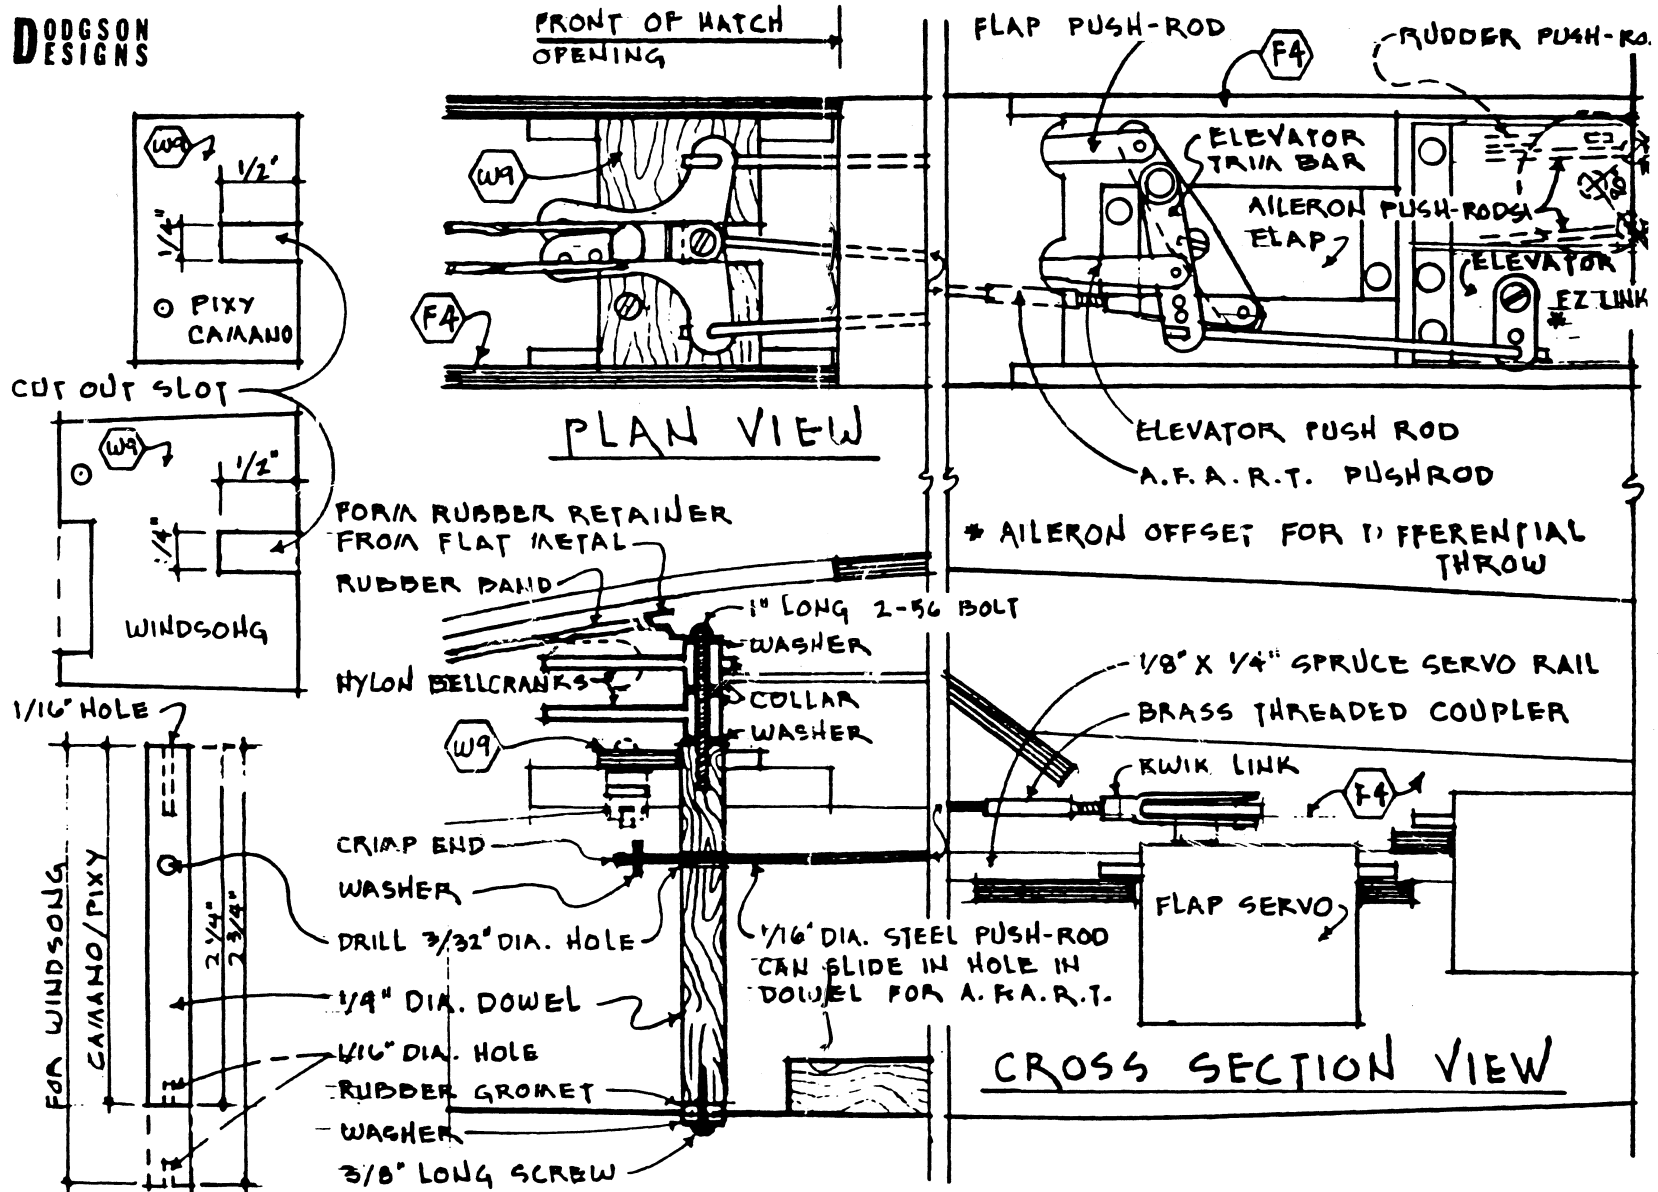 DODGSON
DESIGNS
FRONT OF HATCH
OPENING
FLAP PUSH-ROD
F4
RUDDER PUSH-RO
W9
1/2"
1/4"
PIXY
CAMANO
W9
F4
ELEVATOR
TRIM BAR
AILERON PUSH-RODS
FLAP
ELEVATOR
EZ LINK
*
CUT OUT SLOT
PLAN VIEW
ELEVATOR PUSH ROD
A.F.A.R.T. PUSHROD
W9
1/2"
1/4"
WINDSONG
FORM RUBBER RETAINER
FROM FLAT METAL
RUBBER BAND
* AILERON OFFSET FOR DIFFERENTIAL
THROW
1" LONG 2-56 BOLT
WASHER
NYLON BELLCRANKS
COLLAR
WASHER
W9
1/8" X 1/4" SPRUCE SERVO RAIL
BRASS THREADED COUPLER
KWIK LINK
F4
1/16" HOLE
FOR WINDSONG
CAMANO/PIXY
2 1/4"
2 3/4"
CRIMP END
WASHER
DRILL 3/32" DIA. HOLE
1/4" DIA. DOWEL
1/16" DIA. HOLE
RUBBER GROMET
WASHER
3/8" LONG SCREW
1/16" DIA. STEEL PUSH-ROD
CAN SLIDE IN HOLE IN
DOWEL FOR A.F.A.R.T.
FLAP SERVO
CROSS SECTION VIEW